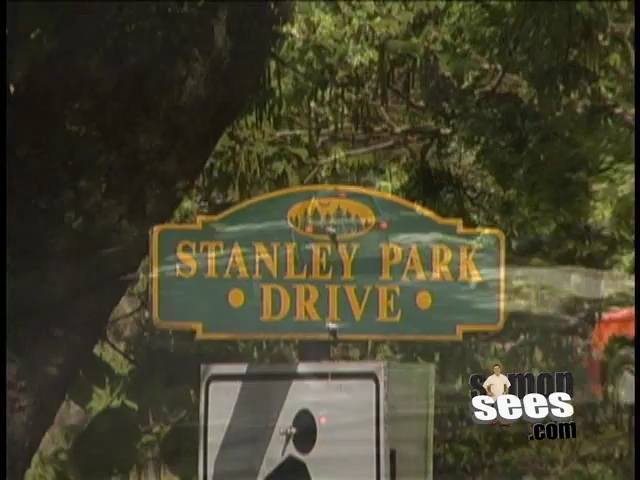 STANLEY PARK
• DRIVE •
simon
sees
.com